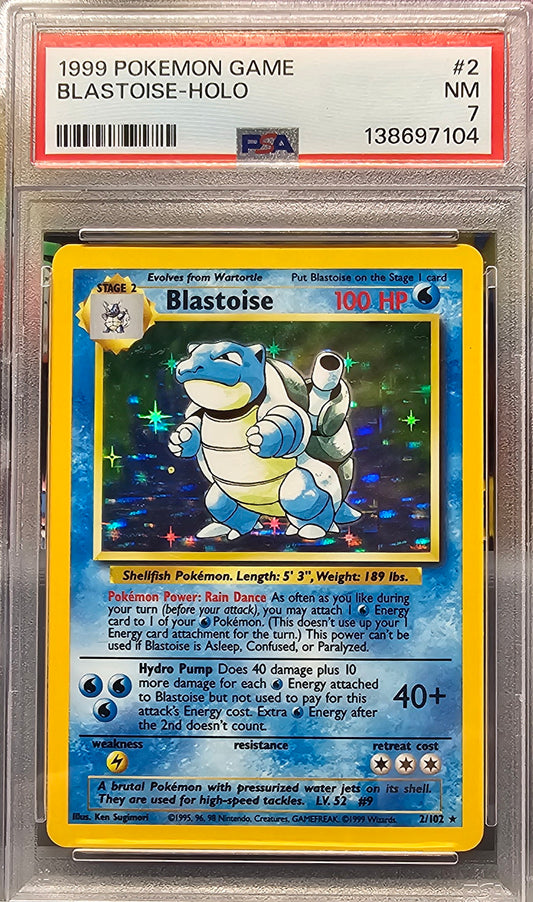 1999 POKEMON GAME #2
BLASTOISE-HOLO NM
7
PSA 138697104
Evolves from Wartortle Put Blastoise on the Stage 1 card
STAGE 2 Blastoise 100 HP
Shellfish Pokémon. Length: 5' 3", Weight: 189 lbs.
Pokémon Power: Rain Dance As often as you like during
your turn (before your attack), you may attach 1 Energy
card to 1 of your Pokémon. (This doesn't use up your 1
Energy card attachment for the turn.) This power can't be
used if Blastoise is Asleep, Confused, or Paralyzed.
Hydro Pump Does 40 damage plus 10
more damage for each Energy attached
to Blastoise but not used to pay for this
attack's Energy cost. Extra Energy after
the 2nd doesn't count.
40+
weakness resistance retreat cost
A brutal Pokémon with pressurized water jets on its shell.
They are used for high-speed tackles. LV. 52 #9
Illus. Ken Sugimori ©1995, 96, 98 Nintendo, Creatures, GAMEFREAK. ©1999 Wizards. 2/102 ★